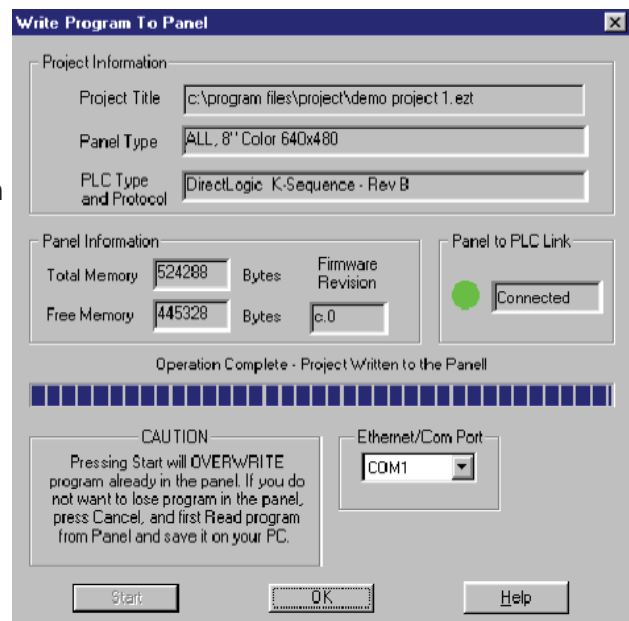 Write Program To Panel
Project Information
Project Title c:\program files\project\demo project 1.ezt
Panel Type ALL, 8'' Color 640x480
PLC Type
and Protocol DirectLogic K-Sequence - Rev B
Panel Information
Total Memory 524288 Bytes
Firmware
Revision
Free Memory 445328 Bytes c.0
Panel to PLC Link
Connected
Operation Complete - Project Written to the Panell
CAUTION
Pressing Start will OVERWRITE
program already in the panel. If you do
not want to lose program in the panel,
press Cancel, and first Read program
from Panel and save it on your PC.
Ethernet/Com Port
COM1
Start OK Help